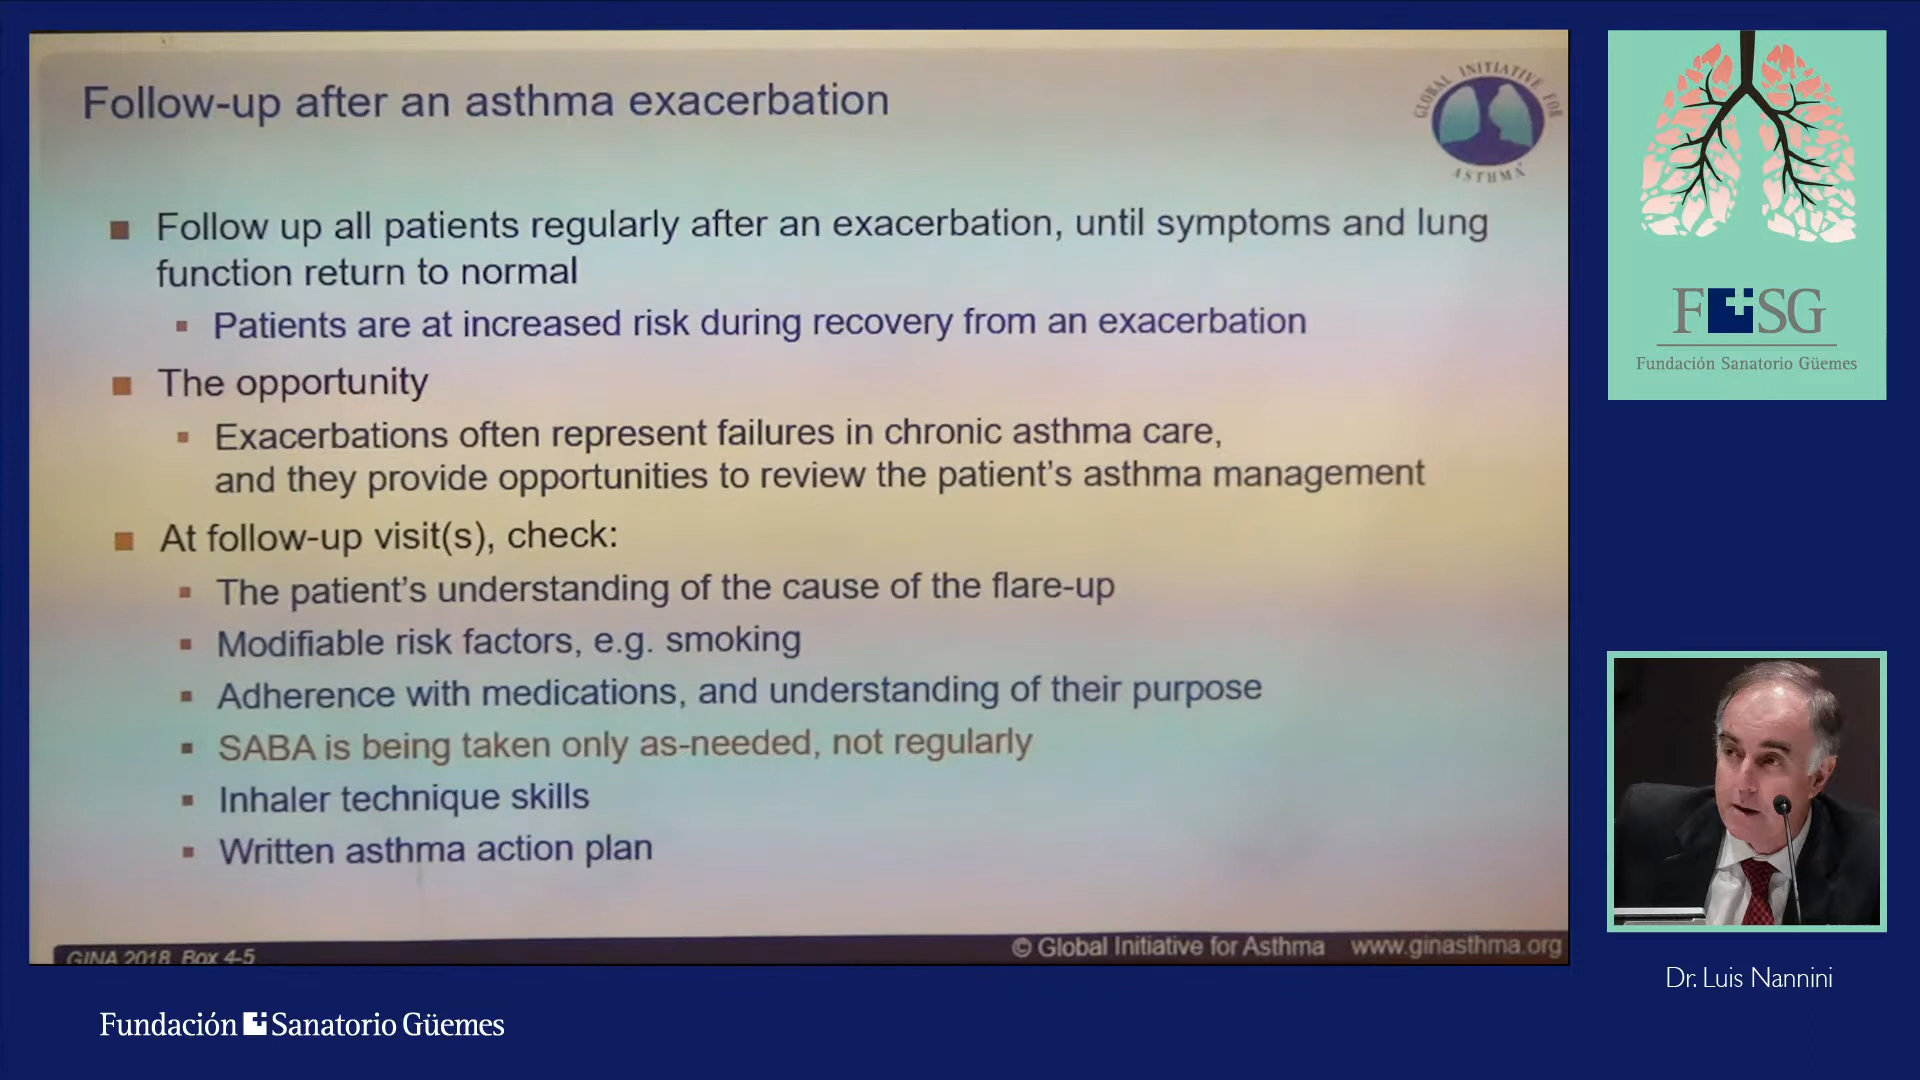 Follow-up after an asthma exacerbation
GLOBAL INITIATIVE FOR
ASTHMA
Follow up all patients regularly after an exacerbation, until symptoms and lung
function return to normal
Patients are at increased risk during recovery from an exacerbation
The opportunity
Exacerbations often represent failures in chronic asthma care,
and they provide opportunities to review the patient's asthma management
At follow-up visit(s), check:
The patient's understanding of the cause of the flare-up
Modifiable risk factors, e.g. smoking
Adherence with medications, and understanding of their purpose
SABA is being taken only as-needed, not regularly
Inhaler technique skills
Written asthma action plan
GINA 2018, Box 4-5
© Global Initiative for Asthma www.ginasthma.org
F SG
Fundación Sanatorio Güemes
Dr. Luis Nannini
Fundación Sanatorio Güemes